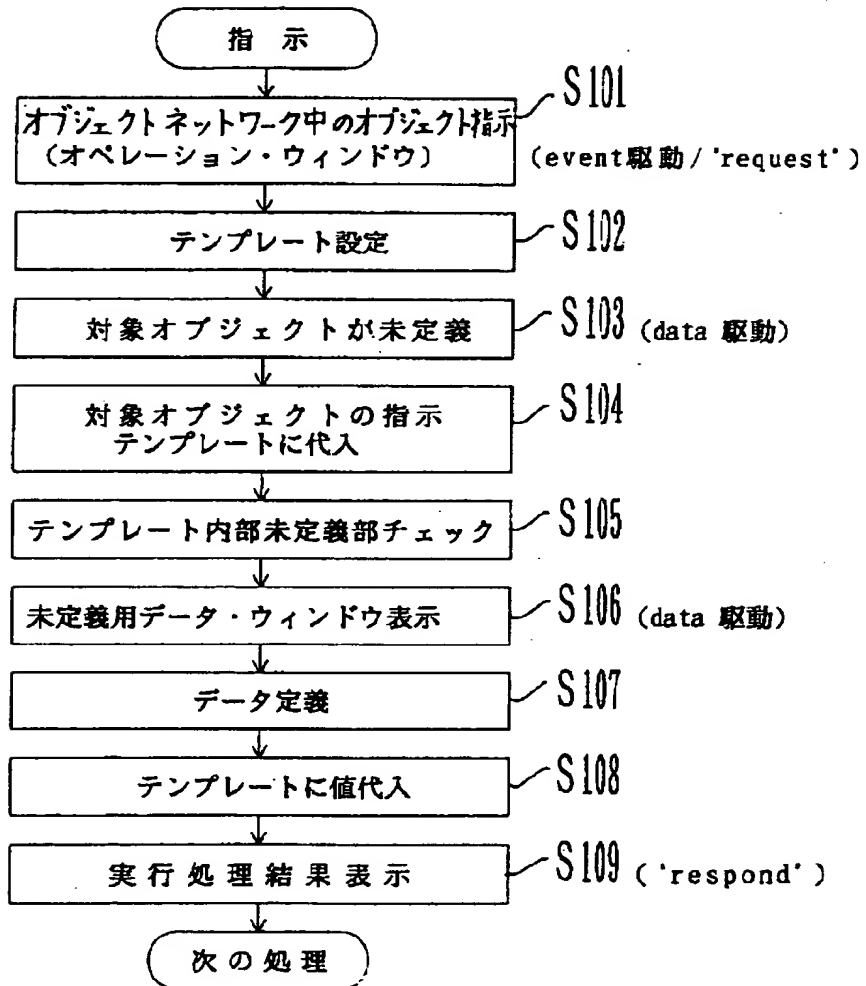 指 示
オブジェクトネットワーク中のオブジェクト指示
(オペレーション・ウィンドウ)
S101
(event駆動/'request')
テンプレート設定
S102
対象オブジェクトが未定義
S103 (data 駆動)
対象オブジェクトの指示
テンプレートに代入
S104
テンプレート内部未定義部チェック
S105
未定義用データ・ウィンドウ表示
S106 (data 駆動)
データ定義
S107
テンプレートに値代入
S108
実行処理結果表示
S109 ('respond')
次の処理